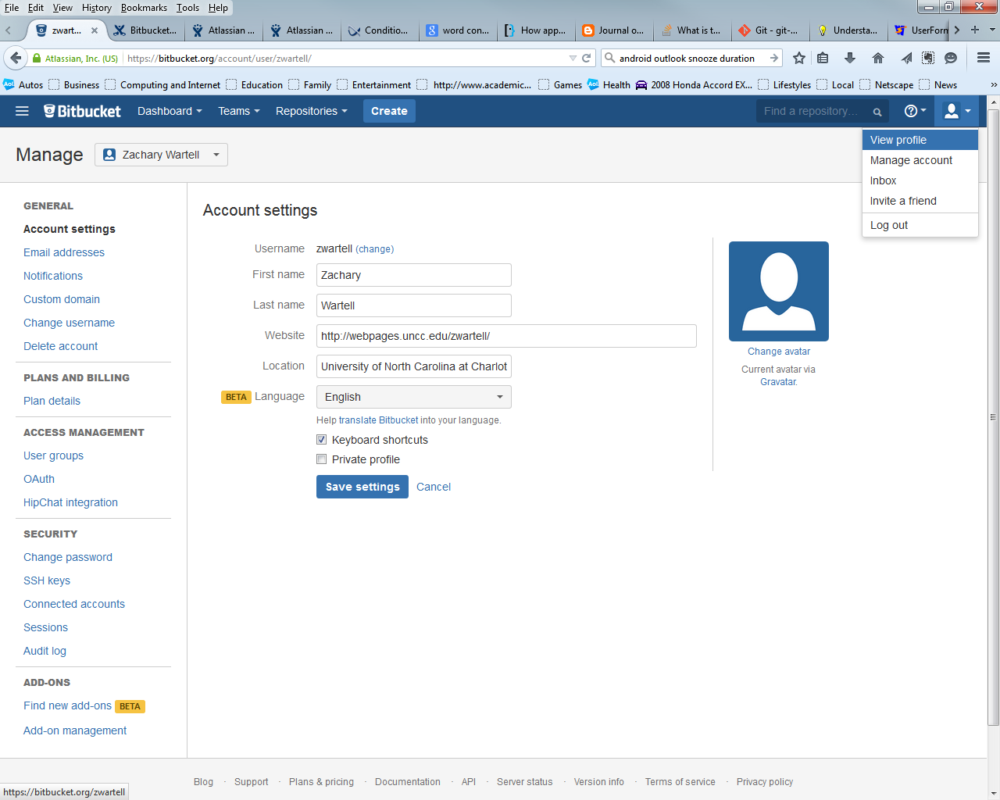 File Edit View History Bookmarks Tools Help
zwart... Bitbucket... Atlassian ... Atlassian ... Conditio... word con... How app... Journal o... What is t... Git - git-... Understa... UserForn
Atlassian, Inc. (US) https://bitbucket.org/account/user/zwartell/ android outlook snooze duration
Aol Autos Business Computing and Internet Education Family Entertainment http://www.academic... Games Aol Health 2008 Honda Accord EX... Lifestyles Local Netscape News »
Bitbucket Dashboard Teams Repositories Create Find a repository...
View profile
Manage account
Inbox
Invite a friend
Log out
Manage Zachary Wartell
GENERAL
Account settings
Email addresses
Notifications
Custom domain
Change username
Delete account
PLANS AND BILLING
Plan details
ACCESS MANAGEMENT
User groups
OAuth
HipChat integration
SECURITY
Change password
SSH keys
Connected accounts
Sessions
Audit log
ADD-ONS
Find new add-ons BETA
Add-on management
Account settings
Username zwartell (change)
First name Zachary
Last name Wartell
Website http://webpages.uncc.edu/zwartell/
Location University of North Carolina at Charlot
BETA Language English
Help translate Bitbucket into your language.
Keyboard shortcuts
Private profile
Save settings Cancel
Change avatar
Current avatar via
Gravatar.
Blog · Support · Plans & pricing · Documentation · API · Server status · Version info · Terms of service · Privacy policy
https://bitbucket.org/zwartell